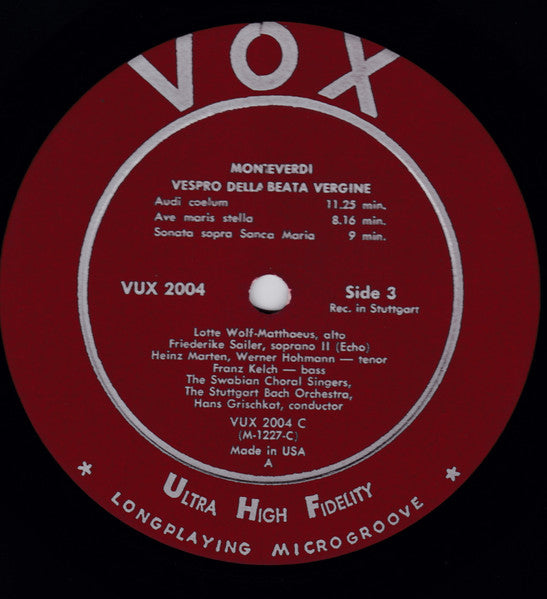 VOX
MONTEVERDI
VESPRO DELLA BEATA VERGINE
Audi coelum 11.25 min.
Ave maris stella 8.16 min.
Sonata sopra Sanca Maria 9 min.
VUX 2004 Side 3
Rec. in Stuttgart
Lotte Wolf-Matthaeus, alto
Friederike Sailer, soprano II (Echo)
Heinz Marten, Werner Hohmann — tenor
Franz Kelch — bass
The Swabian Choral Singers,
The Stuttgart Bach Orchestra,
Hans Grischkat, conductor
VUX 2004 C
(M-1227-C)
Made in USA
A
ULTRA HIGH FIDELITY
* LONGPLAYING MICROGROOVE *